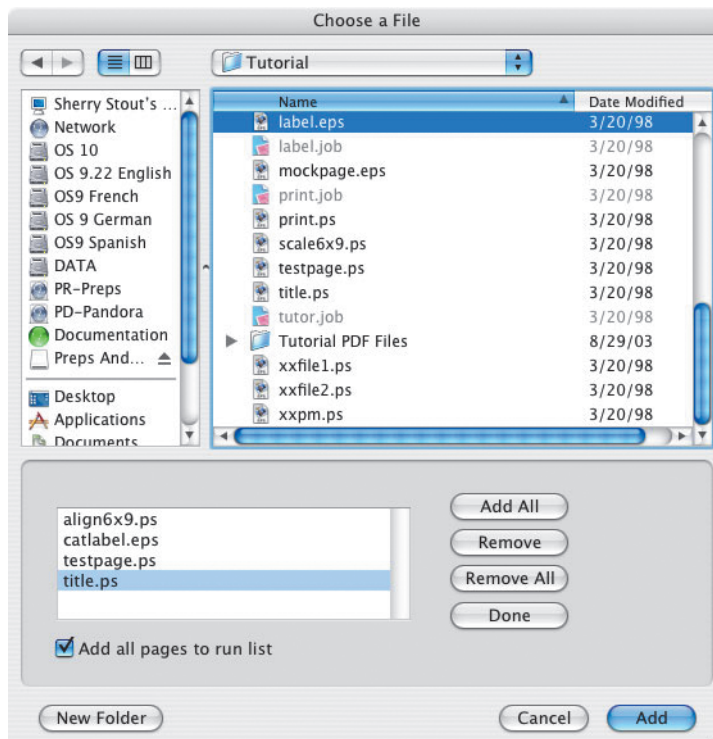 Choose a File
Tutorial
Sherry Stout's ...
Network
OS 10
OS 9.22 English
OS9 French
OS 9 German
OS9 Spanish
DATA
PR-Preps
PD-Pandora
Documentation
Preps And...
Desktop
Applications
Documents
Name Date Modified
label.eps 3/20/98
label.job 3/20/98
mockpage.eps 3/20/98
print.job 3/20/98
print.ps 3/20/98
scale6x9.ps 3/20/98
testpage.ps 3/20/98
title.ps 3/20/98
tutor.job 3/20/98
Tutorial PDF Files 8/29/03
xxfile1.ps 3/20/98
xxfile2.ps 3/20/98
xxpm.ps 3/20/98
align6x9.ps
catlabel.eps
testpage.ps
title.ps
Add All
Remove
Remove All
Done
Add all pages to run list
New Folder
Cancel
Add